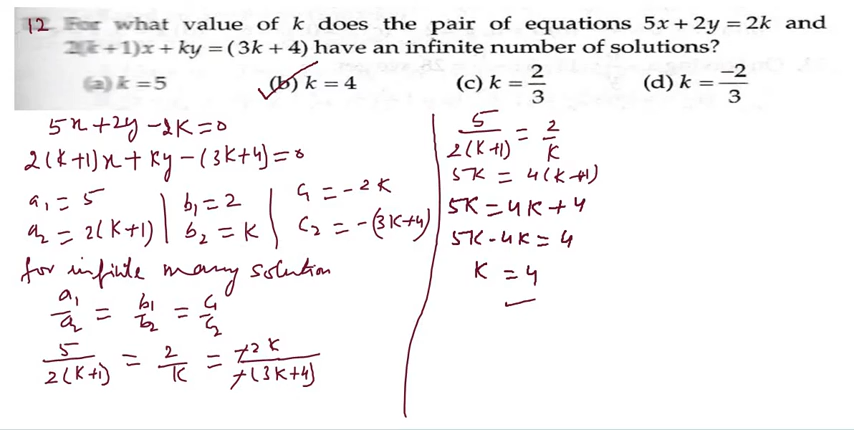 12 For what value of k does the pair of equations 5x + 2y = 2k and
2(k + 1)x + ky = (3k + 4) have an infinite number of solutions?
(a) k = 5 (b) k = 4 (c) k = 2/3 (d) k = -2/3
5x + 2y - 2k = 0
2(k+1)x + ky - (3k+4) = 0
a₁ = 5 | b₁ = 2 | c₁ = -2k
a₂ = 2(k+1) | b₂ = k | c₂ = -(3k+4)
for infinite many solution
a₁/a₂ = b₁/b₂ = c₁/c₂
5/2(k+1) = 2/k = -2k/-(3k+4)
5/2(k+1) = 2/k
5k = 4(k+1)
5k = 4k + 4
5k - 4k = 4
k = 4